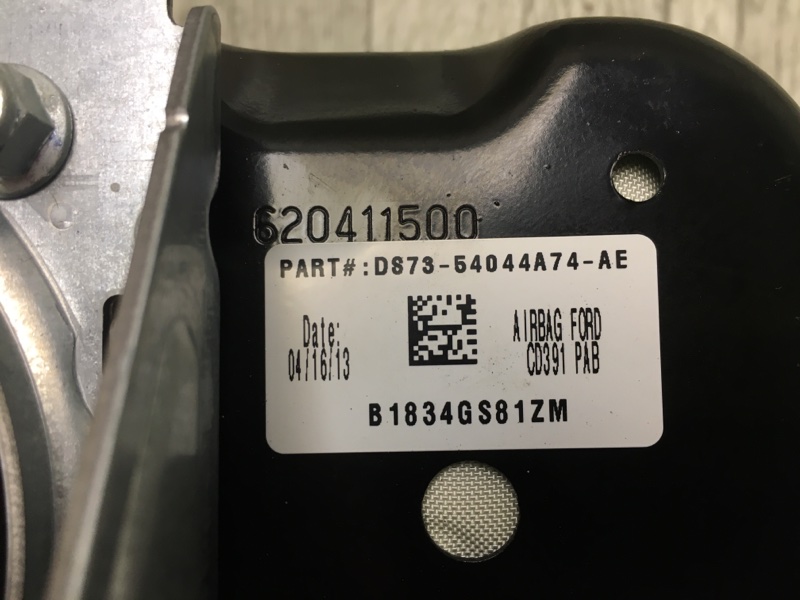 620411500
PART#:DS73-54044A74-AE
Date:
04/16/13
AIRBAG FORD
CD391 PAB
B1834GS81ZM